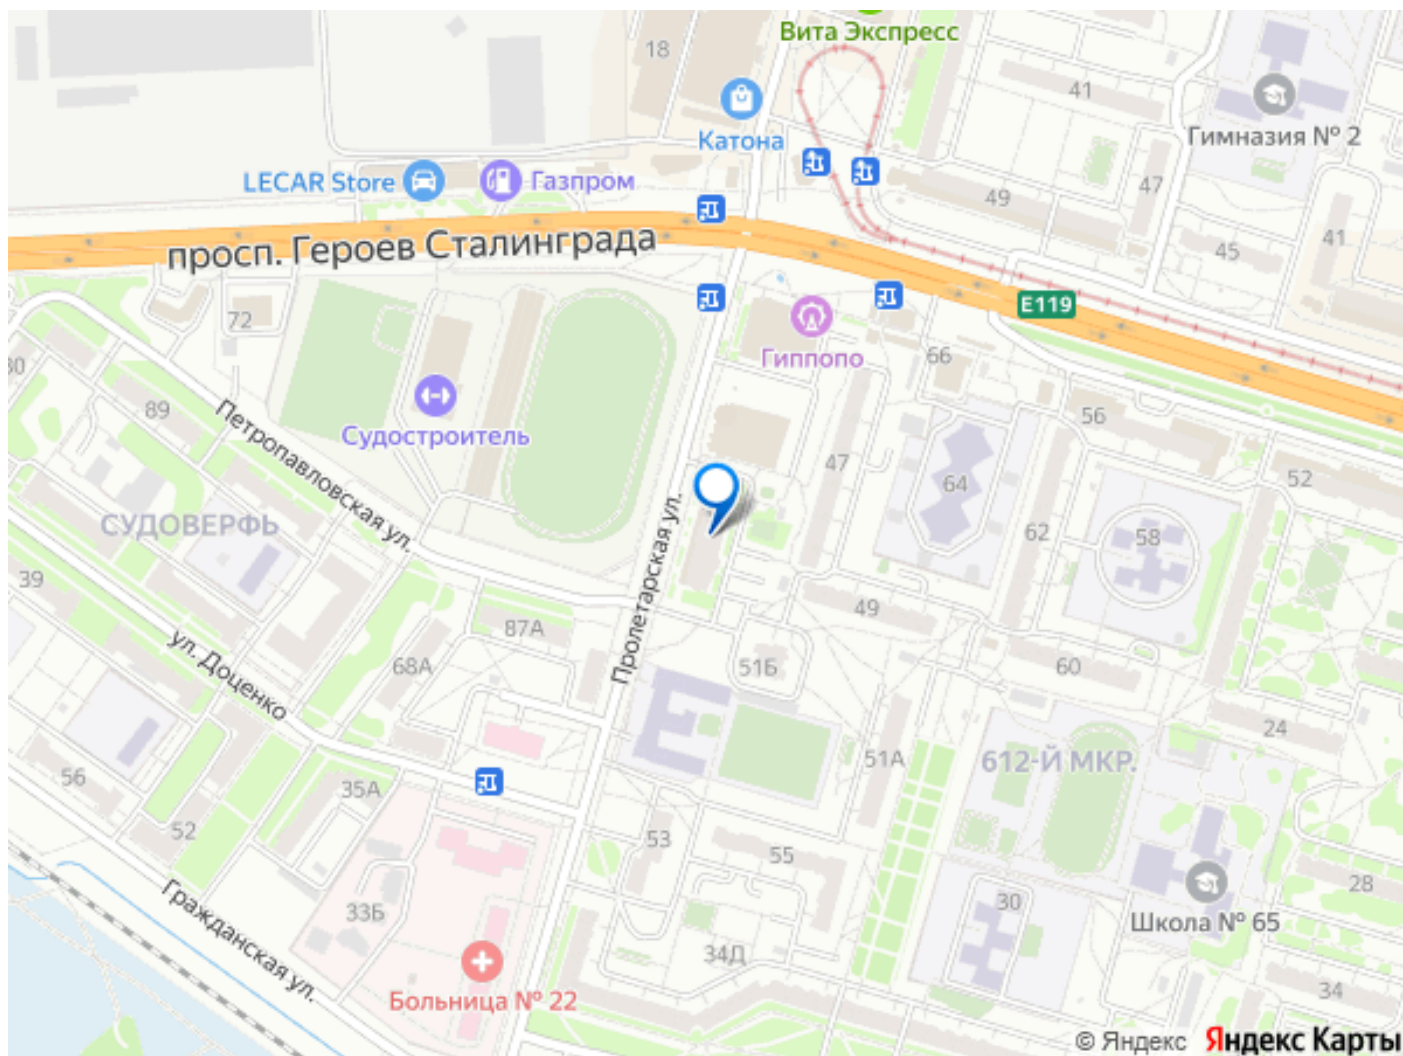 Вита Экспресс
18
41
Гимназия № 2
Катона
LECAR Store
Газпром
49
47
45
41
просп. Героев Сталинграда
E119
72
Гиппопо
66
80
89
Петропавловская ул.
Судостроитель
56
47
52
64
62
58
СУДОВЕРФЬ
Пролетарская ул.
39
49
87А
ул. Доценко
68А
51Б
60
24
51А
612-Й МКР.
56
35А
52
53
55
28
33Б
30
Школа № 65
Гражданская ул.
34Д
Больница № 22
34
© Яндекс Яндекс Карты